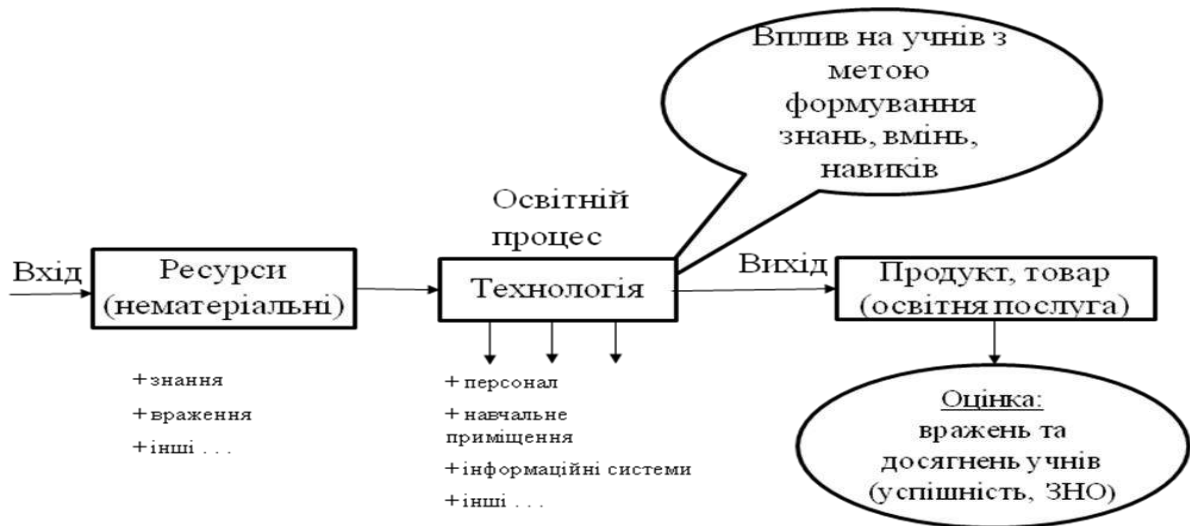 Вплив на учнів з
метою
формування
знань, вмінь,
навиків
Освітній
процес
Вхід
Ресурси
(нематеріальні)
Технологія
Вихід
Продукт, товар
(освітня послуга)
+знання
+враження
+інші . . .
+персонал
+навчальне
приміщення
+інформаційні системи
+інші . . .
Оцінка:
вражень та
досягнень учнів
(успішність, ЗНО)